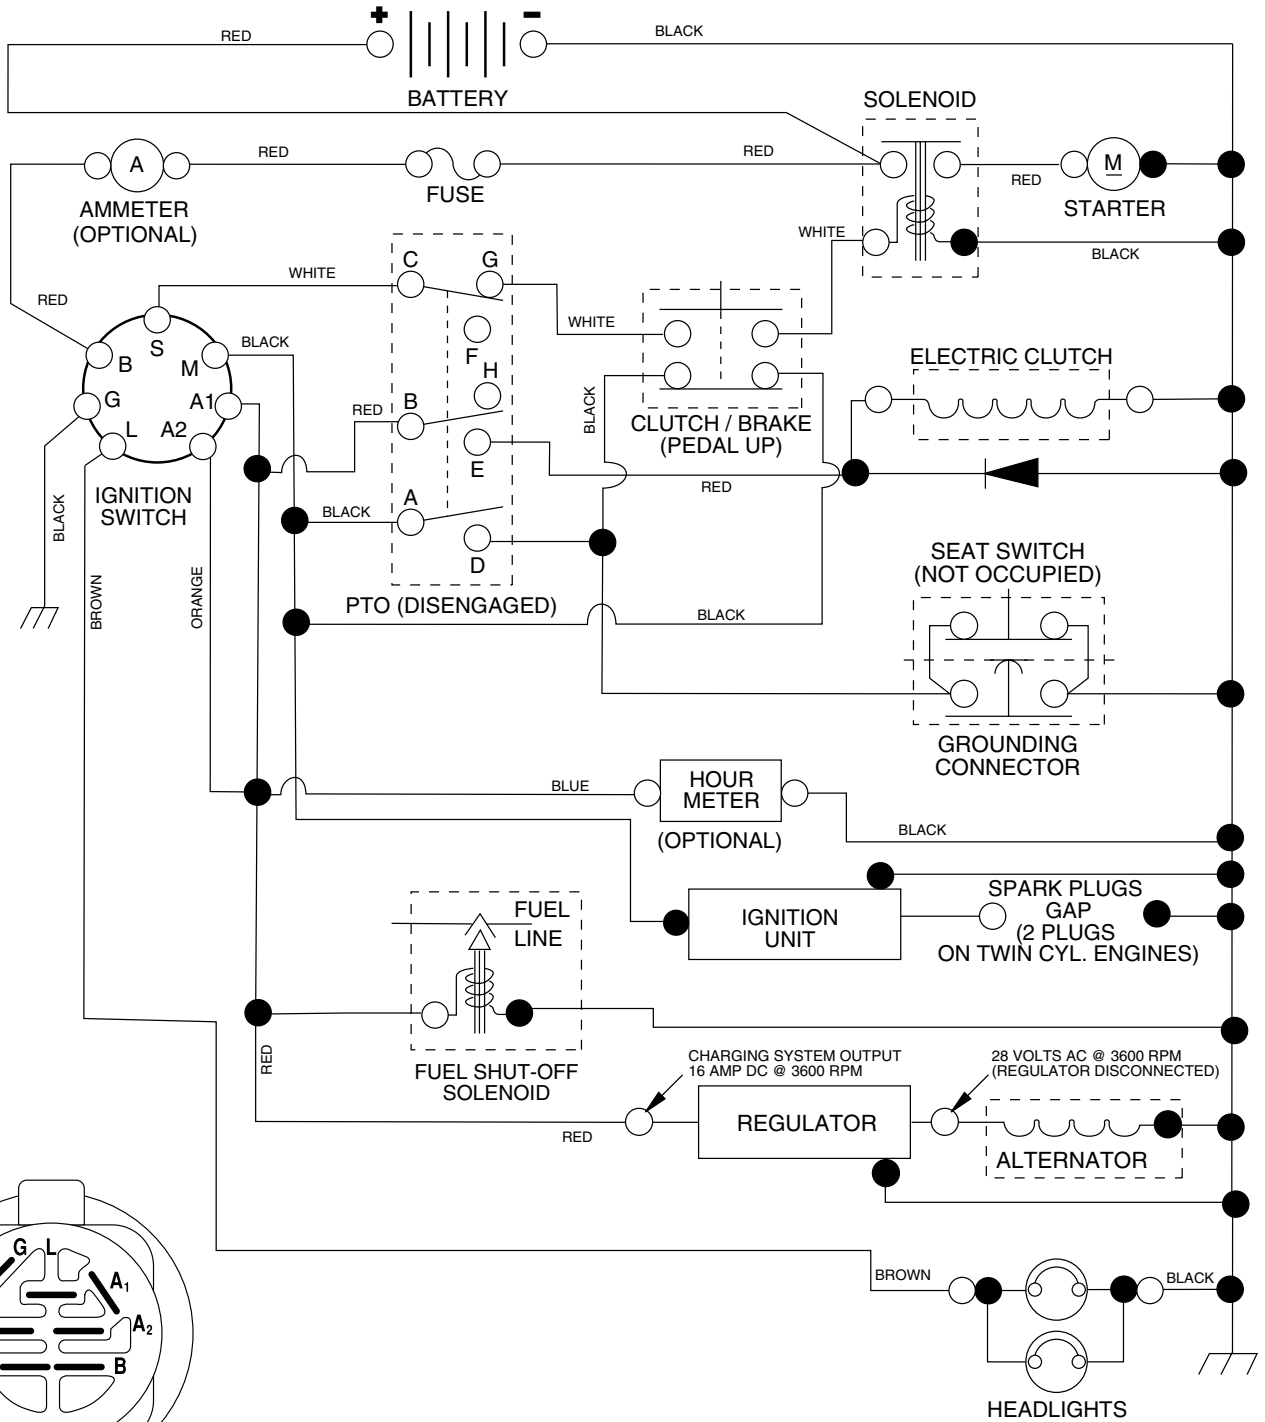 + -
RED
BLACK
BATTERY
SOLENOID
A
RED
RED
M
RED
FUSE
AMMETER
(OPTIONAL)
STARTER
WHITE
BLACK
C G
WHITE
RED
WHITE
S
BLACK
F
B
M
ELECTRIC CLUTCH
H
G
A1
RED
B
BLACK
L
A2
CLUTCH / BRAKE
(PEDAL UP)
E
RED
IGNITION
SWITCH
A
BLACK
BLACK
SEAT SWITCH
(NOT OCCUPIED)
D
BROWN
ORANGE
PTO (DISENGAGED)
BLACK
GROUNDING
CONNECTOR
BLUE
HOUR
METER
(OPTIONAL)
BLACK
SPARK PLUGS
GAP
(2 PLUGS
ON TWIN CYL. ENGINES)
IGNITION
UNIT
FUEL
LINE
RED
CHARGING SYSTEM OUTPUT
16 AMP DC @ 3600 RPM
28 VOLTS AC @ 3600 RPM
(REGULATOR DISCONNECTED)
FUEL SHUT-OFF
SOLENOID
REGULATOR
RED
ALTERNATOR
G L
A1
A2
B
BROWN
BLACK
HEADLIGHTS